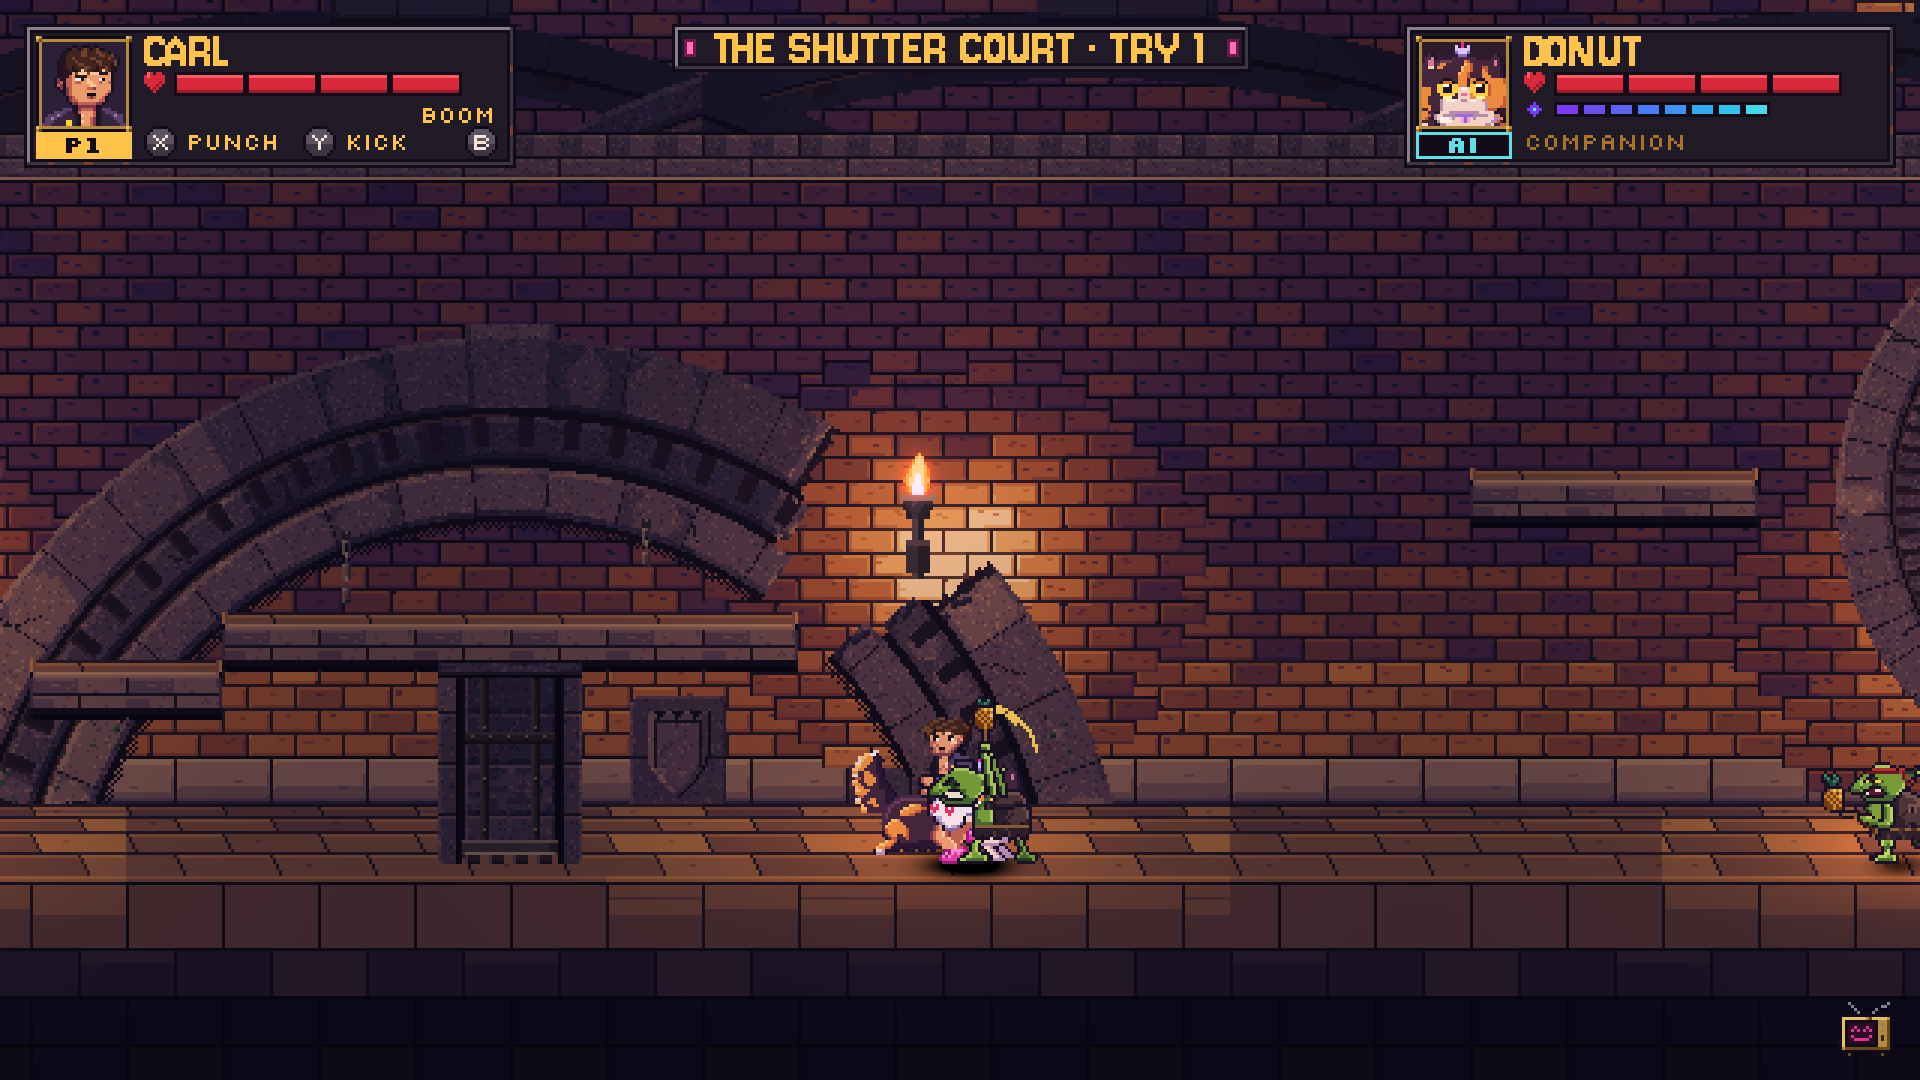 CARL
BOOM
P1
X PUNCH Y KICK B
THE SHUTTER COURT · TRY 1
DONUT
AI
COMPANION